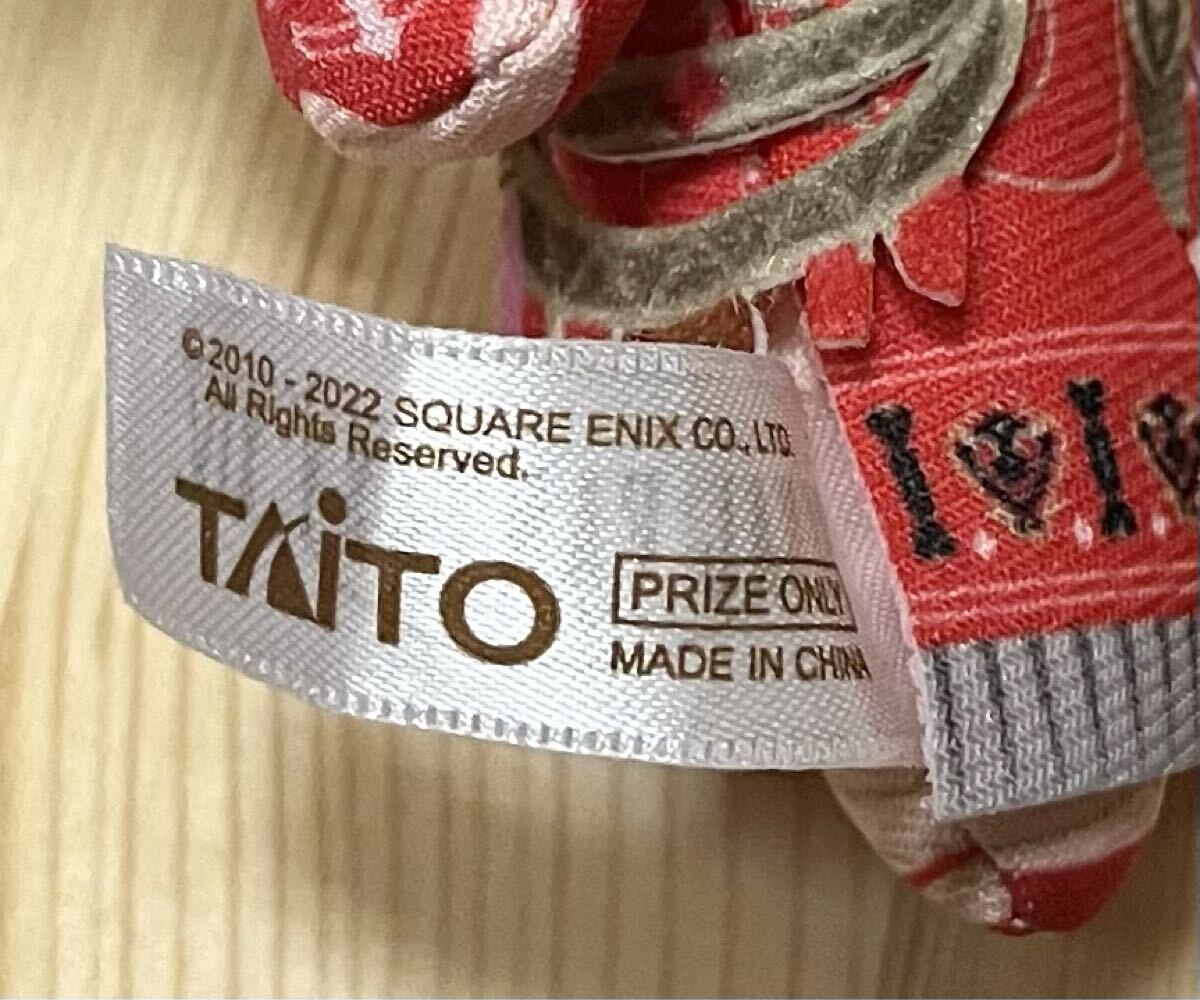 ©2010 - 2022 SQUARE ENIX CO., LTD.
All Rights Reserved.
TAITO
PRIZE ONLY
MADE IN CHINA